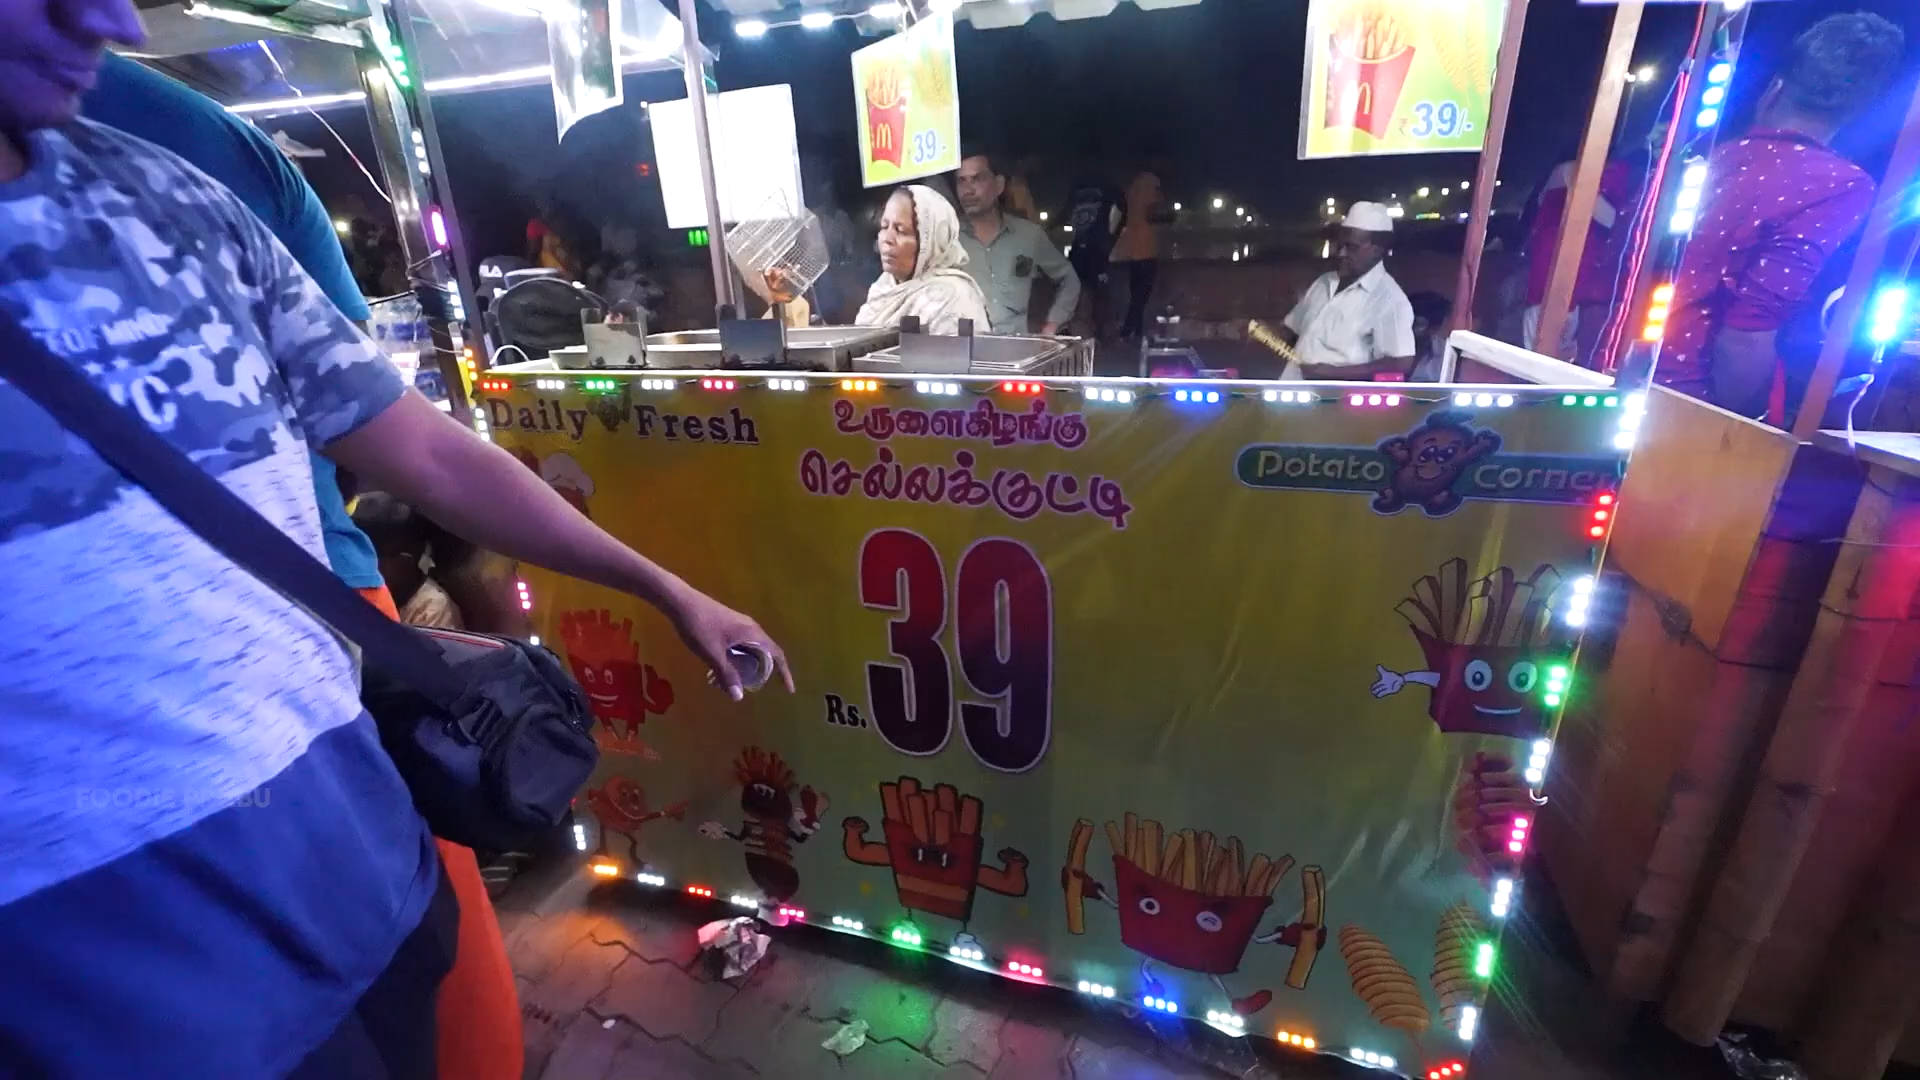 39/-
₹39/-
Daily Fresh
உருளைகிழங்கு
செல்லக்குட்டி
Potato corner
Rs. 39